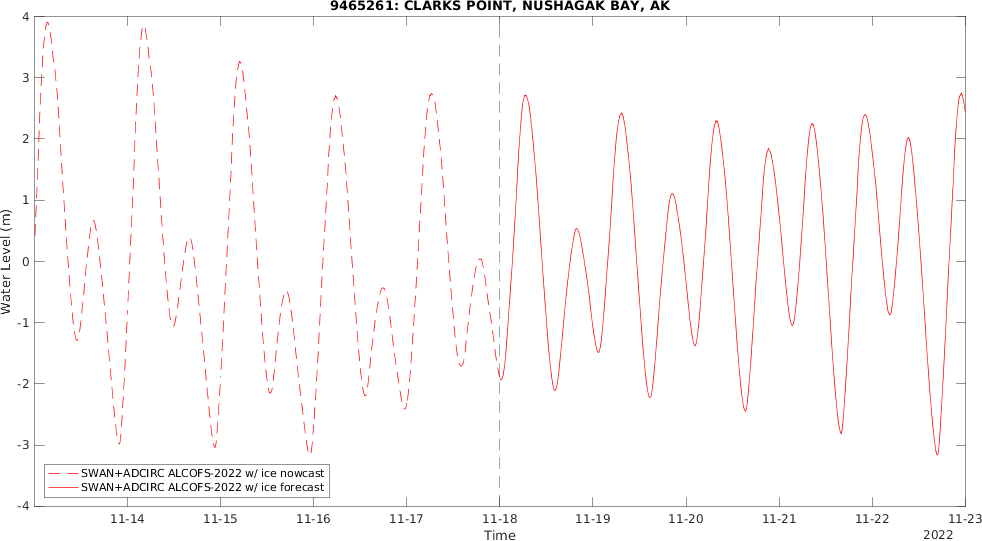 9465261: CLARKS POINT, NUSHAGAK BAY, AK
Water Level (m)
4
3
2
1
0
-1
-2
-3
-4
SWAN+ADCIRC ALCOFS-2022 w/ ice nowcast
SWAN+ADCIRC ALCOFS-2022 w/ ice forecast
11-14 11-15 11-16 11-17 11-18 11-19 11-20 11-21 11-22 11-23
Time
2022